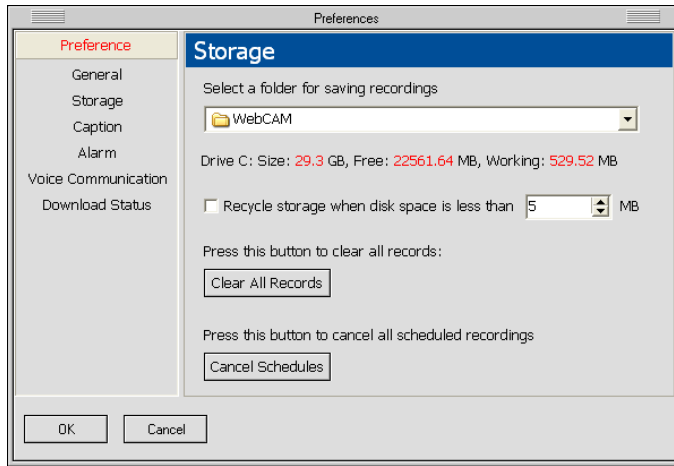 Preferences
Preference
General
Storage
Caption
Alarm
Voice Communication
Download Status
Storage
Select a folder for saving recordings
WebCAM
Drive C: Size: 29.3 GB, Free: 22561.64 MB, Working: 529.52 MB
Recycle storage when disk space is less than 5 MB
Press this button to clear all records:
Clear All Records
Press this button to cancel all scheduled recordings
Cancel Schedules
OK Cancel